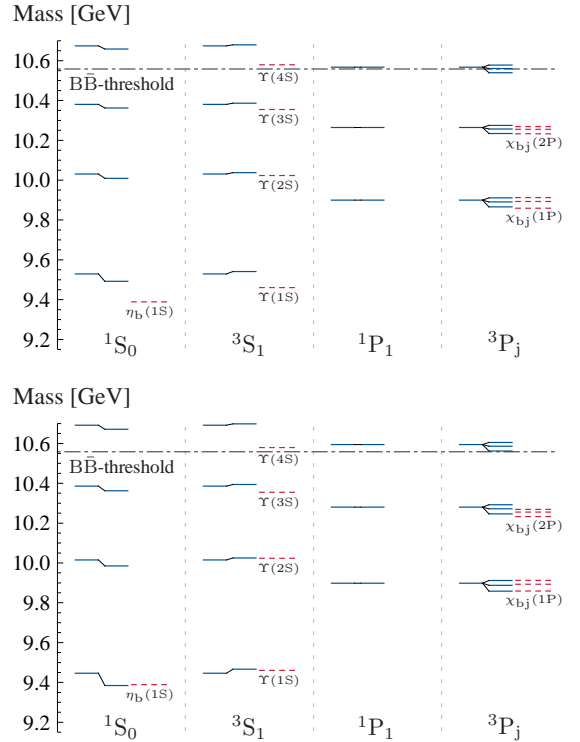 Mass [GeV]
10.6
BB̄-threshold
Υ(4S)
10.4
Υ(3S)
10.2
χbj(2P)
10.0
Υ(2S)
9.8
χbj(1P)
9.6
9.4
ηb(1S)
Υ(1S)
9.2
¹S₀ ³S₁ ¹P₁ ³Pj
Mass [GeV]
10.6
BB̄-threshold
Υ(4S)
10.4
Υ(3S)
10.2
χbj(2P)
10.0
Υ(2S)
9.8
χbj(1P)
9.6
9.4
ηb(1S)
Υ(1S)
9.2
¹S₀ ³S₁ ¹P₁ ³Pj